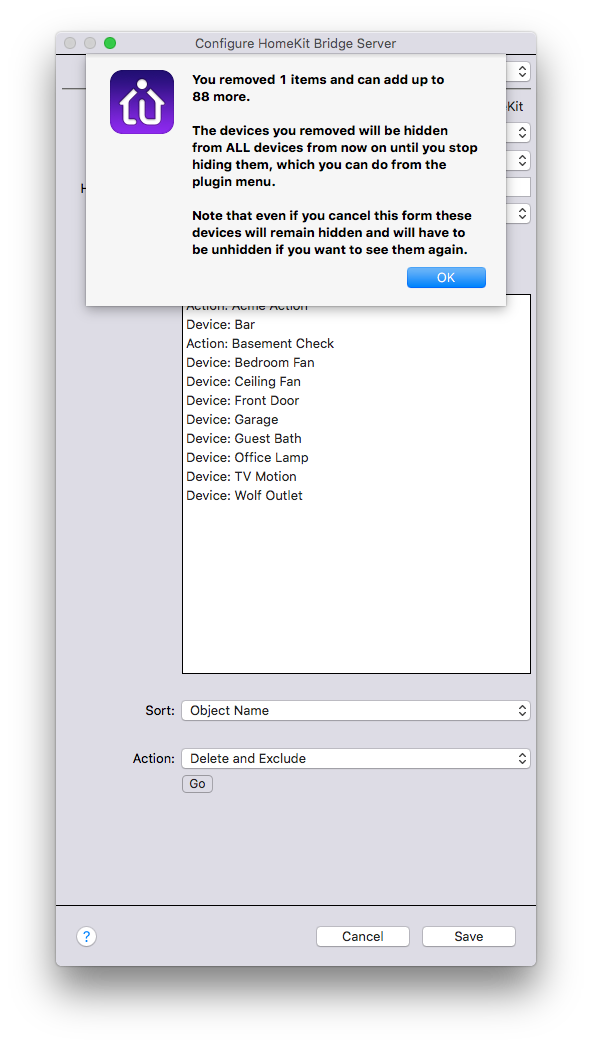 Configure HomeKit Bridge Server
You removed 1 items and can add up to
88 more.
The devices you removed will be hidden
from ALL devices from now on until you stop
hiding them, which you can do from the
plugin menu.
Note that even if you cancel this form these
devices will remain hidden and will have to
be unhidden if you want to see them again.
OK
Action: Acme Action
Device: Bar
Action: Basement Check
Device: Bedroom Fan
Device: Ceiling Fan
Device: Front Door
Device: Garage
Device: Guest Bath
Device: Office Lamp
Device: TV Motion
Device: Wolf Outlet
Sort: Object Name
Action: Delete and Exclude
Go
? Cancel Save